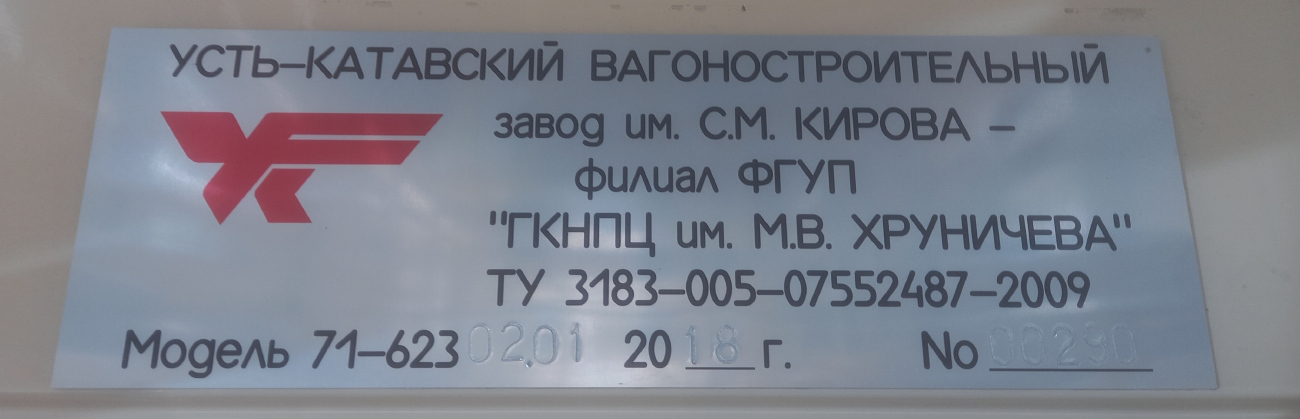 УСТЬ-КАТАВСКИЙ ВАГОНОСТРОИТЕЛЬНЫЙ
завод им. С.М. КИРОВА -
филиал ФГУП
"ГКНПЦ им. М.В. ХРУНИЧЕВА"
ТУ 3183-005-07552487-2009
Модель 71-623 02.01 2018 г. No 00290